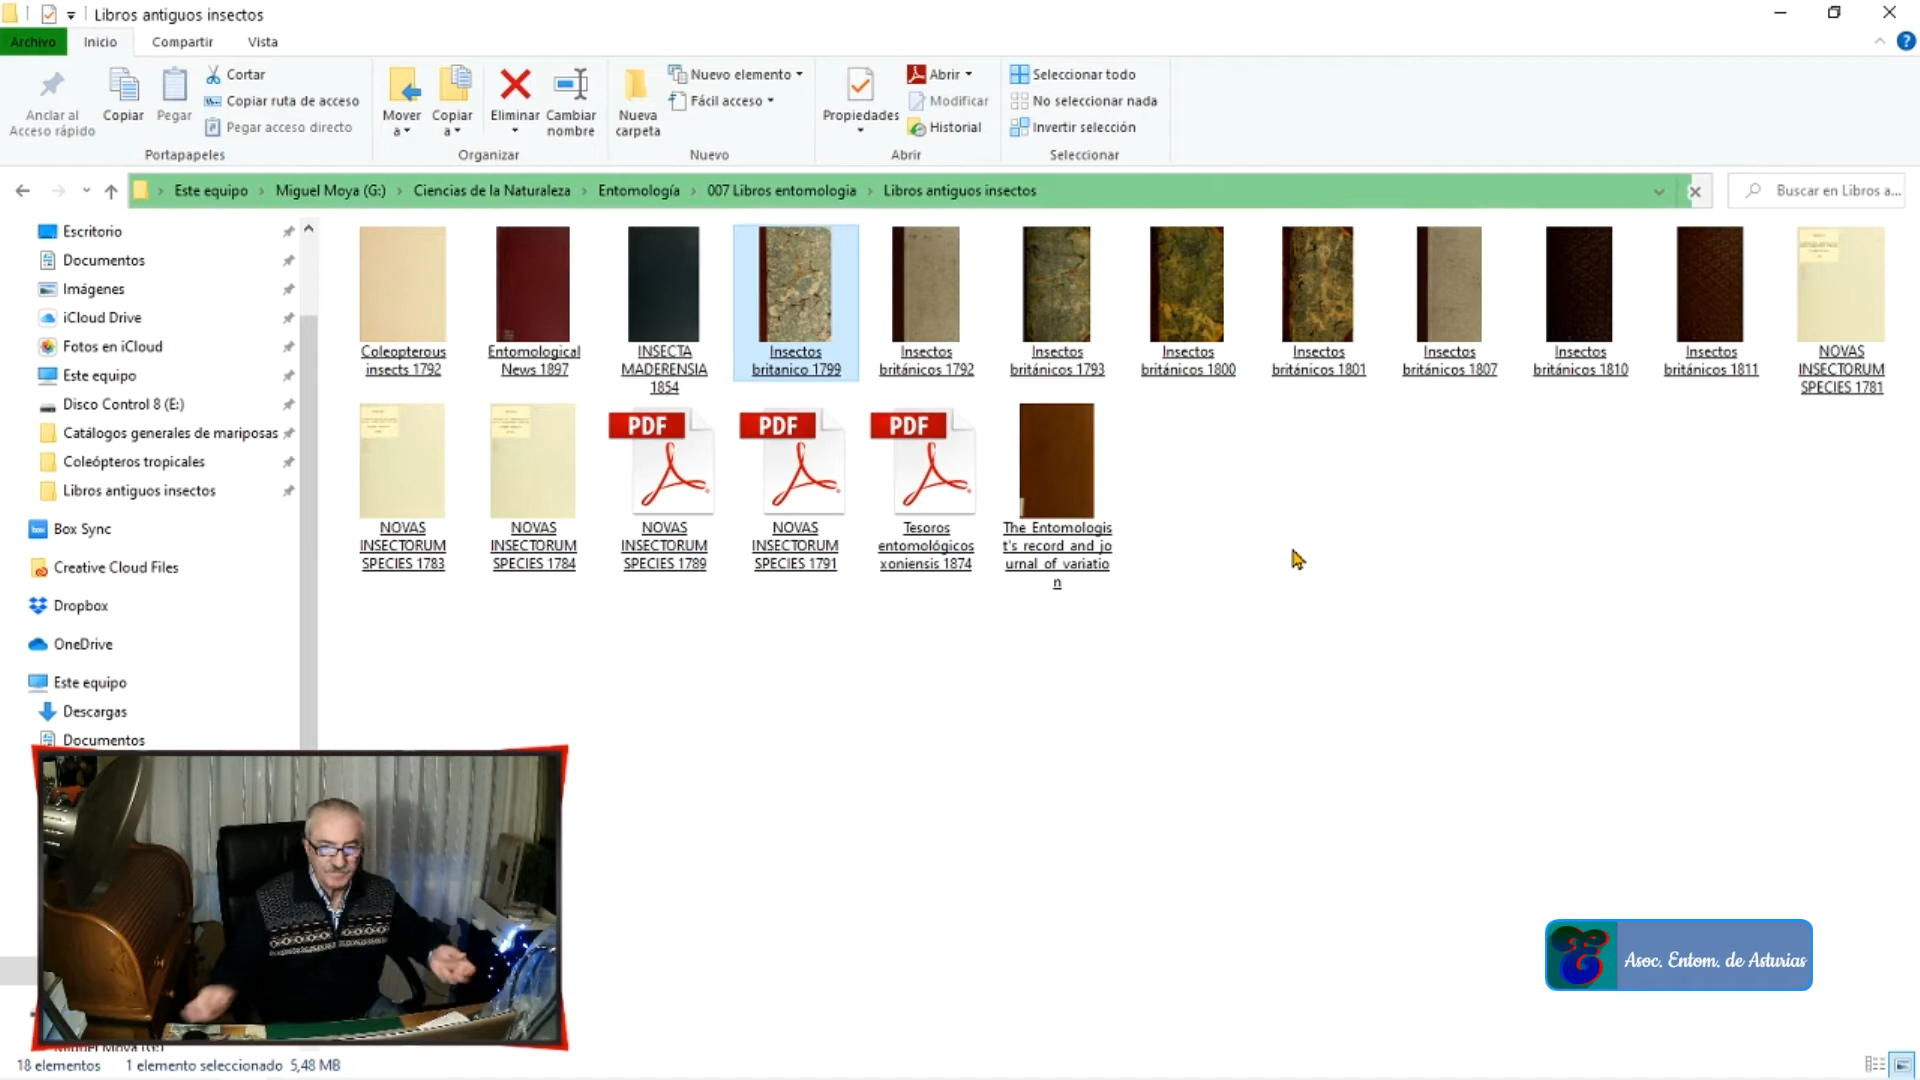 Libros antiguos insectos
Archivo
Inicio
Compartir
Vista
Anclar al
Acceso rápido
Copiar
Pegar
Cortar
Copiar ruta de acceso
Pegar acceso directo
Portapapeles
Mover
a
Copiar
a
Eliminar
Cambiar
nombre
Organizar
Nueva
carpeta
Nuevo elemento
Fácil acceso
Nuevo
Propiedades
Abrir
Modificar
Historial
Abrir
Seleccionar todo
No seleccionar nada
Invertir selección
Seleccionar
Este equipo > Miguel Moya (G:) > Ciencias de la Naturaleza > Entomología > 007 Libros entomologia > Libros antiguos insectos
Buscar en Libros a...
Escritorio
Documentos
Imágenes
iCloud Drive
Fotos en iCloud
Este equipo
Disco Control 8 (E:)
Catálogos generales de mariposas
Coleópteros tropicales
Libros antiguos insectos
Box Sync
Creative Cloud Files
Dropbox
OneDrive
Este equipo
Descargas
Documentos
Coleopterous
insects 1792
Entomological
News 1897
INSECTA
MADERENSIA
1854
Insectos
britanico 1799
Insectos
británicos 1792
Insectos
británicos 1793
Insectos
británicos 1800
Insectos
británicos 1801
Insectos
británicos 1807
Insectos
británicos 1810
Insectos
británicos 1811
NOVAS
INSECTORUM
SPECIES 1781
NOVAS
INSECTORUM
SPECIES 1783
NOVAS
INSECTORUM
SPECIES 1784
PDF
NOVAS
INSECTORUM
SPECIES 1789
PDF
NOVAS
INSECTORUM
SPECIES 1791
PDF
Tesoros
entomológicos
xoniensis 1874
The Entomologis
t's record and jo
urnal of variatio
n
Asoc. Entom. de Asturias
Miguel Moya (G:)
18 elementos
1 elemento seleccionado 5,48 MB